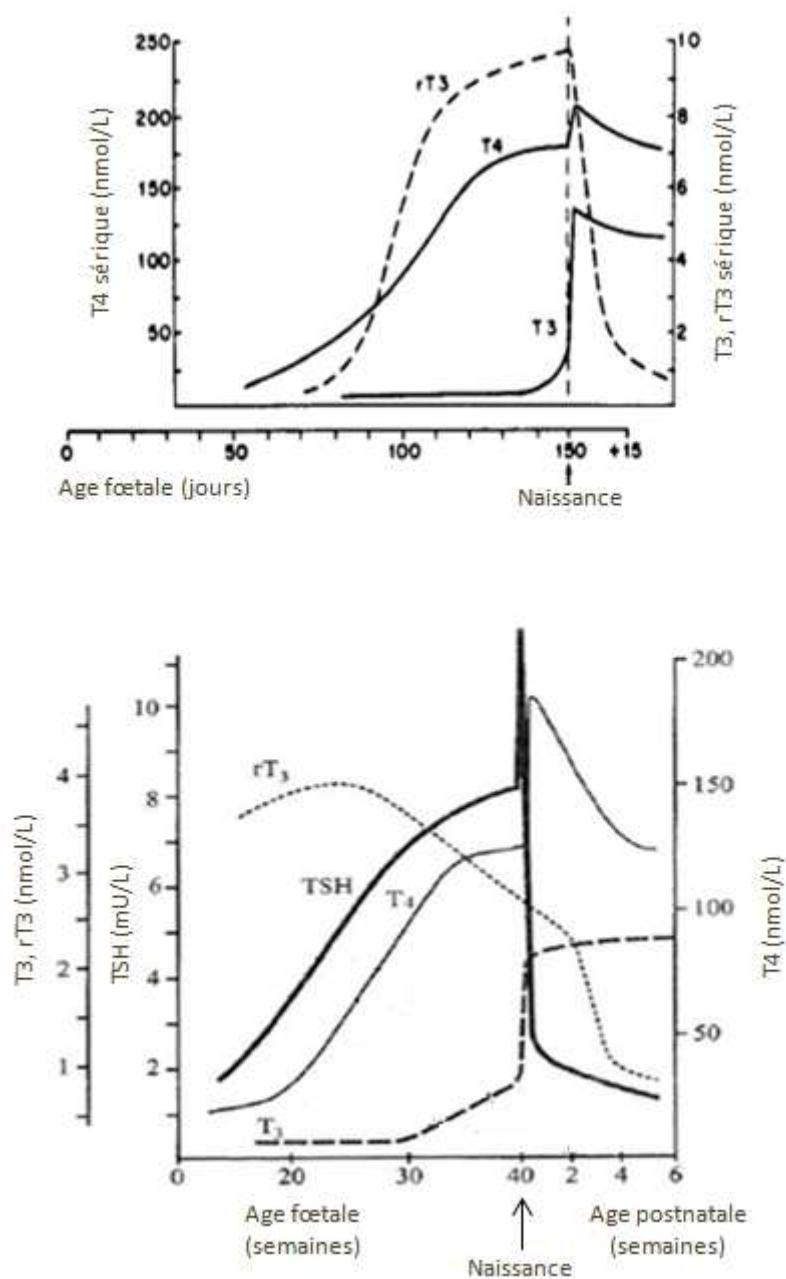 250
200
150
100
50
T4 sérique (nmol/L)
rT3
T4
T3
10
8
6
4
2
T3, rT3 sérique (nmol/L)
0
50
100
150
+15
Age fœtale (jours)
Naissance
4
3
2
1
T3, rT3 (nmol/L)
10
8
6
4
2
TSH (mU/L)
rT3
TSH
T4
T3
200
150
100
50
T4 (nmol/L)
0
20
30
40
2
4
6
Age fœtale
(semaines)
Age postnatale
(semaines)
Naissance